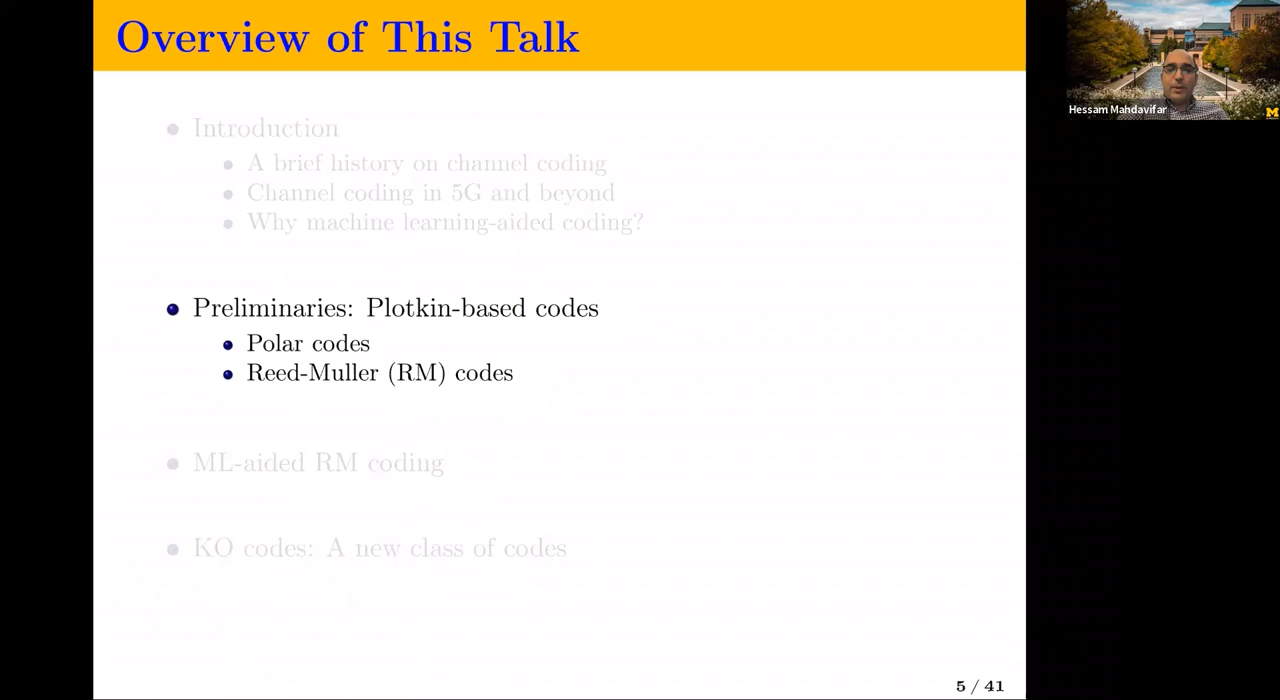 Overview of This Talk
Introduction
A brief history on channel coding
Channel coding in 5G and beyond
Why machine learning-aided coding?
Preliminaries: Plotkin-based codes
Polar codes
Reed-Muller (RM) codes
ML-aided RM coding
KO codes: A new class of codes
5 / 41
Hessam Mahdavifar
M